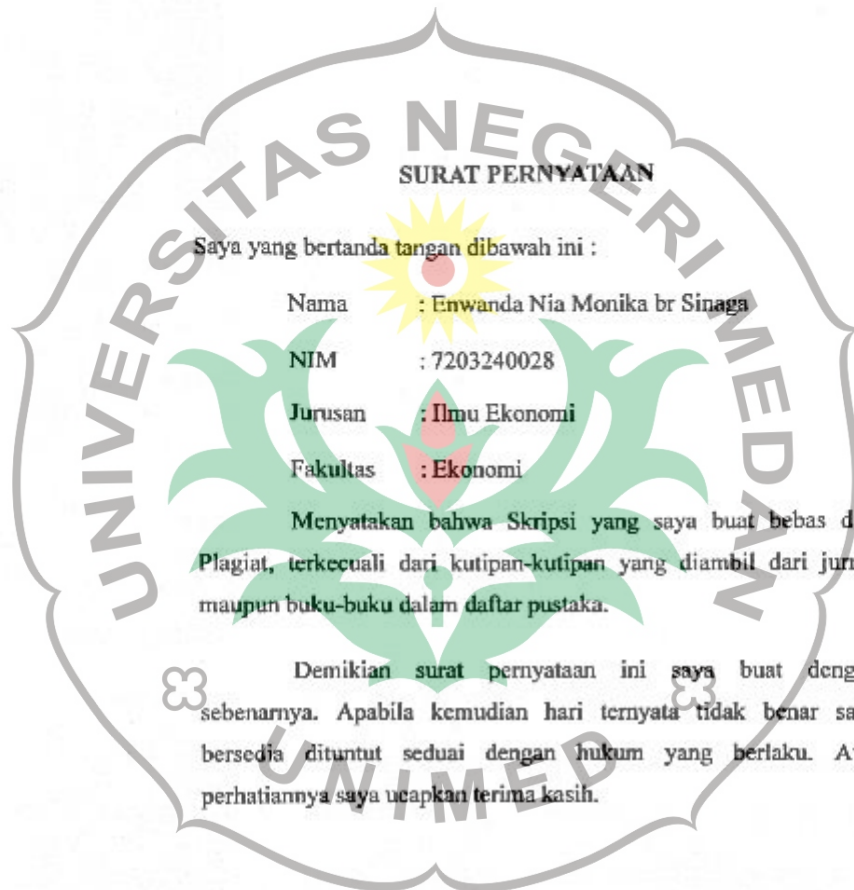 UNIVERSITAS NEGERI MEDAN
SURAT PERNYATAAN
Saya yang bertanda tangan dibawah ini :
Nama : Enwanda Nia Monika br Sinaga
NIM : 7203240028
Jurusan : Ilmu Ekonomi
Fakultas : Ekonomi
Menyatakan bahwa Skripsi yang saya buat bebas
Plagiat, terkecuali dari kutipan-kutipan yang diambil dari
maupun buku-buku dalam daftar pustaka.
Demikian surat pernyataan ini saya buat
sebenarnya. Apabila kemudian hari ternyata tidak benar
bersedia dituntut seduai dengan hukum yang berlaku.
perhatiannya saya ucapkan terima kasih.
UNIMED